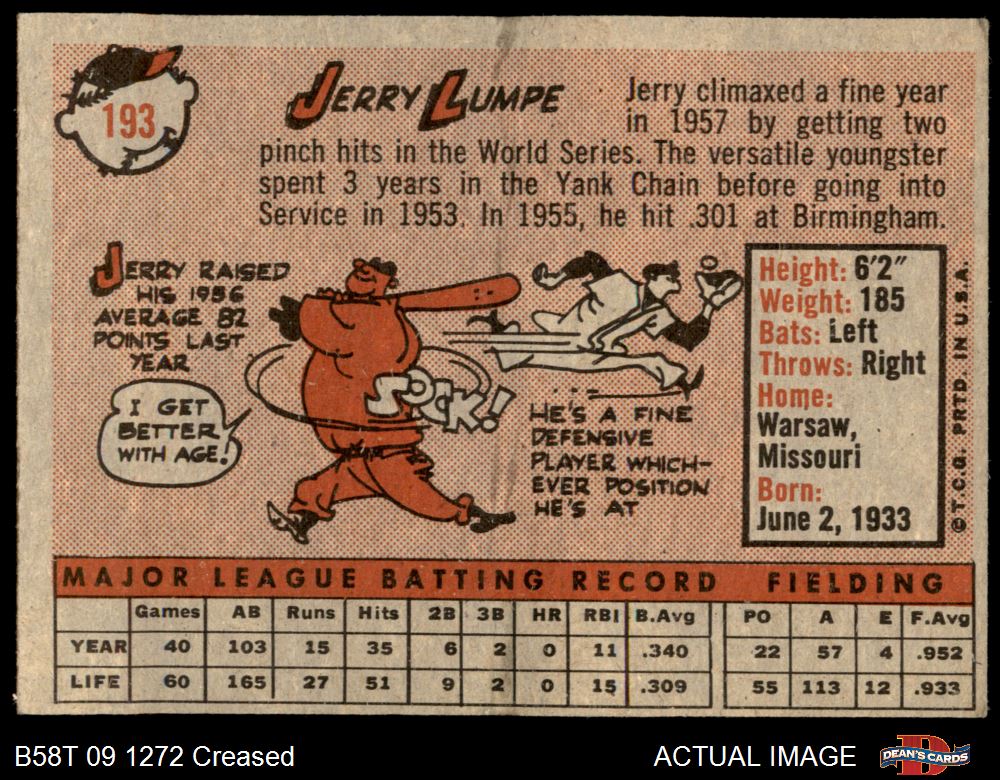 193
JERRY LUMPE
Jerry climaxed a fine year
in 1957 by getting two
pinch hits in the World Series. The versatile youngster
spent 3 years in the Yank Chain before going into
Service in 1953. In 1955, he hit .301 at Birmingham.
JERRY RAISED
HIS 1956
AVERAGE 82
POINTS LAST
YEAR
I GET
BETTER
WITH AGE!
SOCK!
HE'S A FINE
DEFENSIVE
PLAYER WHICH-
EVER POSITION
HE'S AT
Height: 6'2"
Weight: 185
Bats: Left
Throws: Right
Home:
Warsaw,
Missouri
Born:
June 2, 1933
© T.C.G. PRTD. IN U.S.A.
MAJOR LEAGUE BATTING RECORD FIELDING
Games AB Runs Hits 2B 3B HR RBI B.Avg PO A E F.Avg
YEAR 40 103 15 35 6 2 0 11 .340 22 57 4 .952
LIFE 60 165 27 51 9 2 0 15 .309 55 113 12 .933
B58T 09 1272 Creased
ACTUAL IMAGE
DEAN'S CARDS